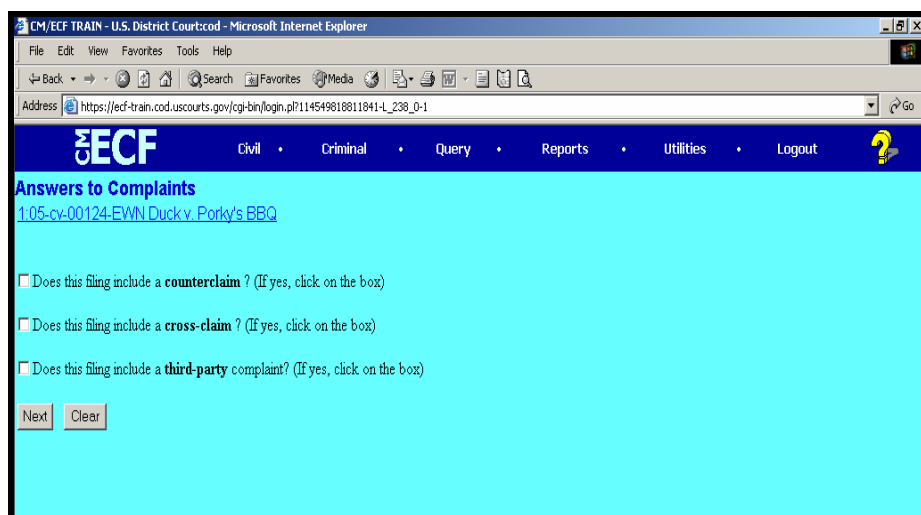 CM/ECF TRAIN - U.S. District Court:cod - Microsoft Internet Explorer
File Edit View Favorites Tools Help
Back Search Favorites Media
Address https://ecf-train.cod.uscourts.gov/cgi-bin/login.pl?114549818811841-L_238_0-1 Go
CM ECF Civil • Criminal • Query • Reports • Utilities • Logout ?
Answers to Complaints
1:05-cv-00124-EWN Duck v. Porky's BBQ
Does this filing include a counterclaim ? (If yes, click on the box)
Does this filing include a cross-claim ? (If yes, click on the box)
Does this filing include a third-party complaint? (If yes, click on the box)
Next Clear